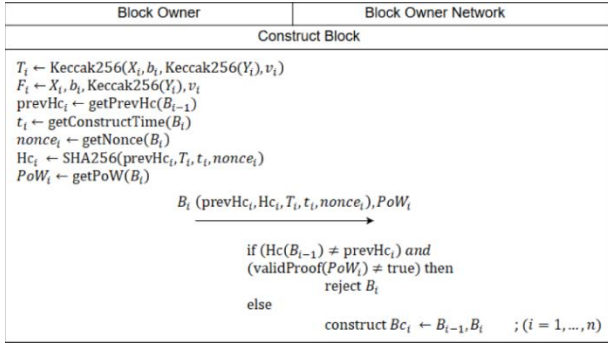 Block Owner Block Owner Network
Construct Block
Tᵢ ← Keccak256(Xᵢ, bᵢ, Keccak256(Yᵢ), vᵢ)
Fᵢ ← Xᵢ, bᵢ, Keccak256(Yᵢ), vᵢ
prevHcᵢ ← getPrevHc(Bᵢ₋₁)
tᵢ ← getConstructTime(Bᵢ)
nonceᵢ ← getNonce(Bᵢ)
Hcᵢ ← SHA256(prevHcᵢ, Tᵢ, tᵢ, nonceᵢ)
PoWᵢ ← getPoW(Bᵢ)
Bᵢ (prevHcᵢ, Hcᵢ, Tᵢ, tᵢ, nonceᵢ), PoWᵢ
if (Hc(Bᵢ₋₁) ≠ prevHcᵢ) and
(validProof(PoWᵢ) ≠ true) then
reject Bᵢ
else
construct Bcᵢ ← Bᵢ₋₁, Bᵢ ; (i = 1, ..., n)